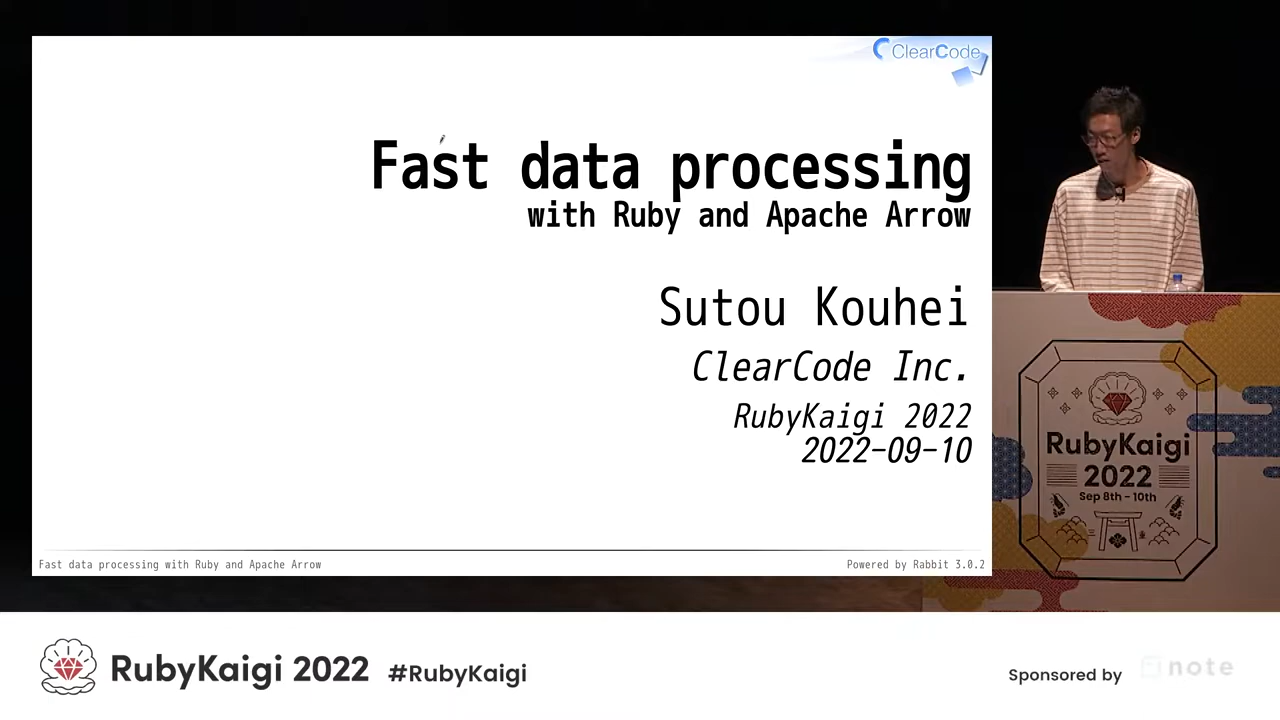 ClearCode
Fast data processing
with Ruby and Apache Arrow
Sutou Kouhei
ClearCode Inc.
RubyKaigi 2022
2022-09-10
Fast data processing with Ruby and Apache Arrow
Powered by Rabbit 3.0.2
RubyKaigi
2022
Sep 8th - 10th
RubyKaigi 2022 #RubyKaigi
Sponsored by note